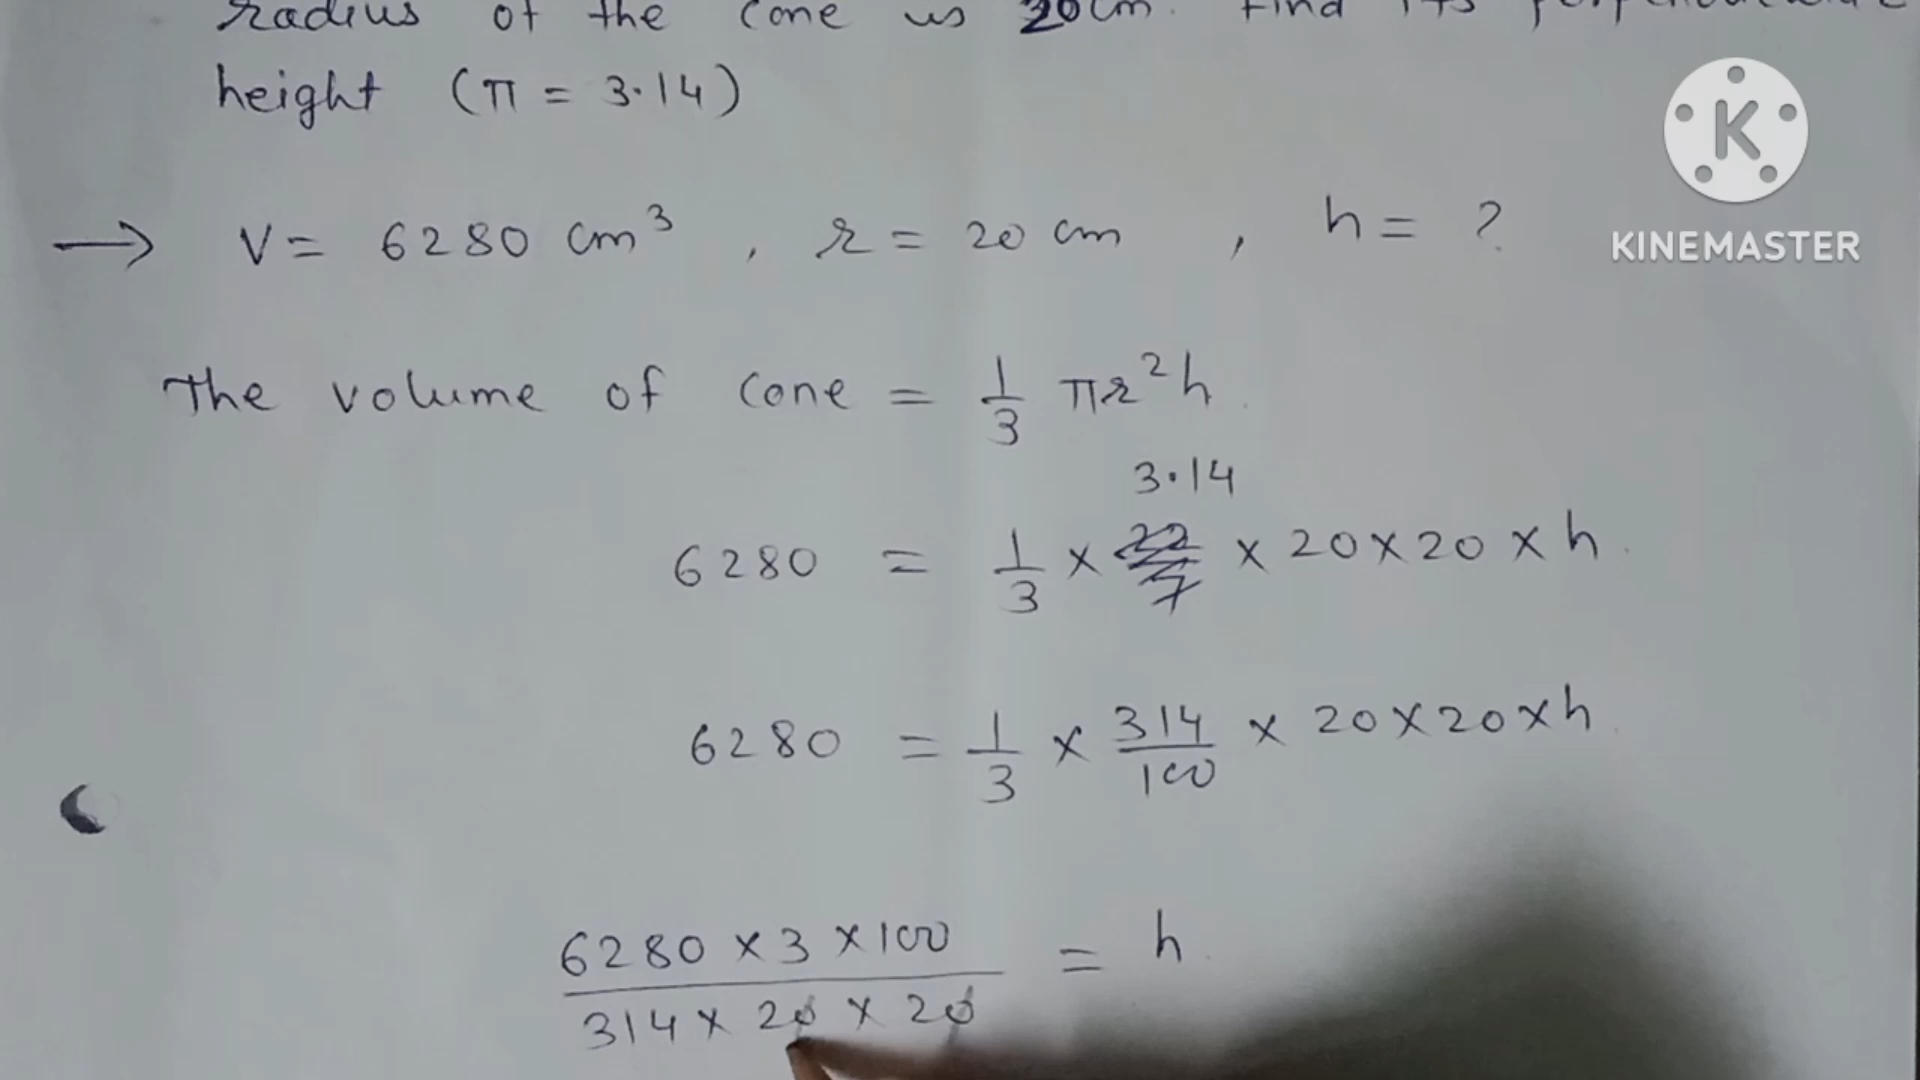 radius of the cone is 20cm. Find its perpendicular
height (π = 3.14)
K
KINEMASTER
→ V = 6280 cm³, r = 20 cm, h = ?
The volume of cone = 1/3 πr²h
3.14
6280 = 1/3 × 22/7 × 20×20 × h
6280 = 1/3 × 314/100 × 20×20×h
6280 × 3 × 100 / 314 × 20 × 20 = h